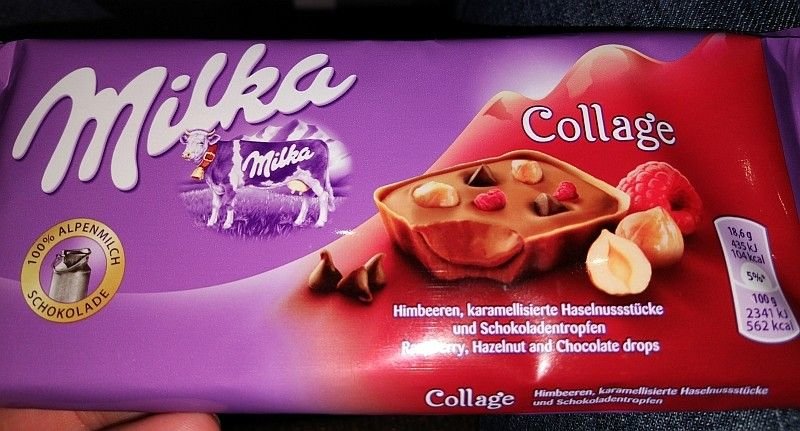 Milka
Milka
100% ALPENMILCH
SCHOKOLADE
Collage
18,6 g
435 kJ
104 kcal
5%*
100 g
2341 kJ
562 kcal
Himbeeren, karamellisierte Haselnussstücke
und Schokoladentropfen
Raspberry, Hazelnut and Chocolate drops
Collage
Himbeeren, karamellisierte Haselnussstücke
und Schokoladentropfen